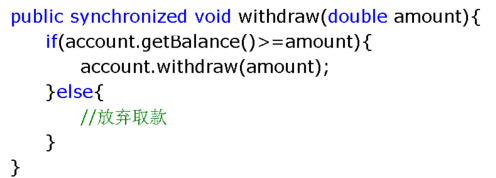 public synchronized void withdraw(double amount){
if(account.getBalance()>=amount){
account.withdraw(amount);
}else{
//放弃取款
}
}